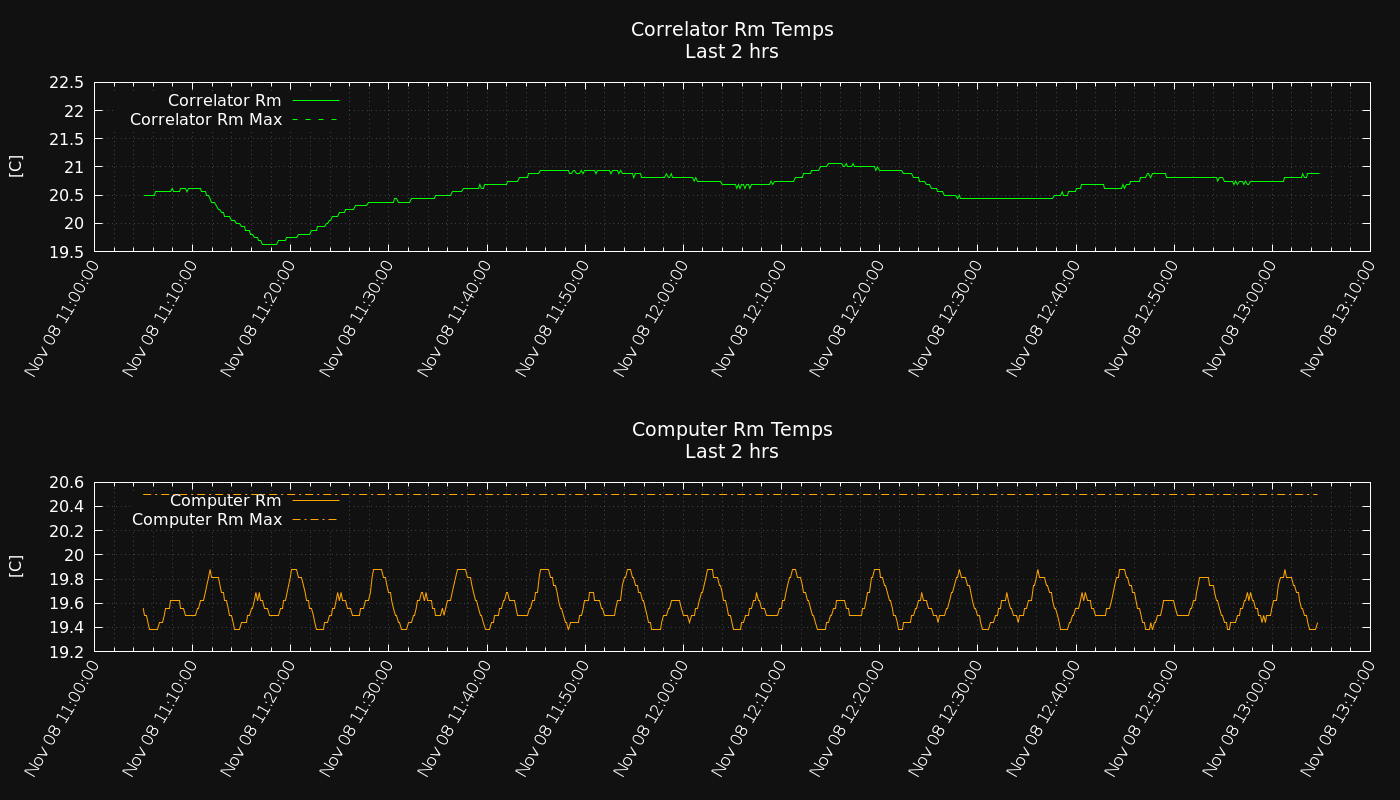 Correlator Rm Temps
Last 2 hrs
22.5
22
21.5
21
20.5
20
19.5
[C]
Correlator Rm
Correlator Rm Max
Nov 08 11:00:00
Nov 08 11:10:00
Nov 08 11:20:00
Nov 08 11:30:00
Nov 08 11:40:00
Nov 08 11:50:00
Nov 08 12:00:00
Nov 08 12:10:00
Nov 08 12:20:00
Nov 08 12:30:00
Nov 08 12:40:00
Nov 08 12:50:00
Nov 08 13:00:00
Nov 08 13:10:00
Computer Rm Temps
Last 2 hrs
20.6
20.4
20.2
20
19.8
19.6
19.4
19.2
[C]
Computer Rm
Computer Rm Max
Nov 08 11:00:00
Nov 08 11:10:00
Nov 08 11:20:00
Nov 08 11:30:00
Nov 08 11:40:00
Nov 08 11:50:00
Nov 08 12:00:00
Nov 08 12:10:00
Nov 08 12:20:00
Nov 08 12:30:00
Nov 08 12:40:00
Nov 08 12:50:00
Nov 08 13:00:00
Nov 08 13:10:00